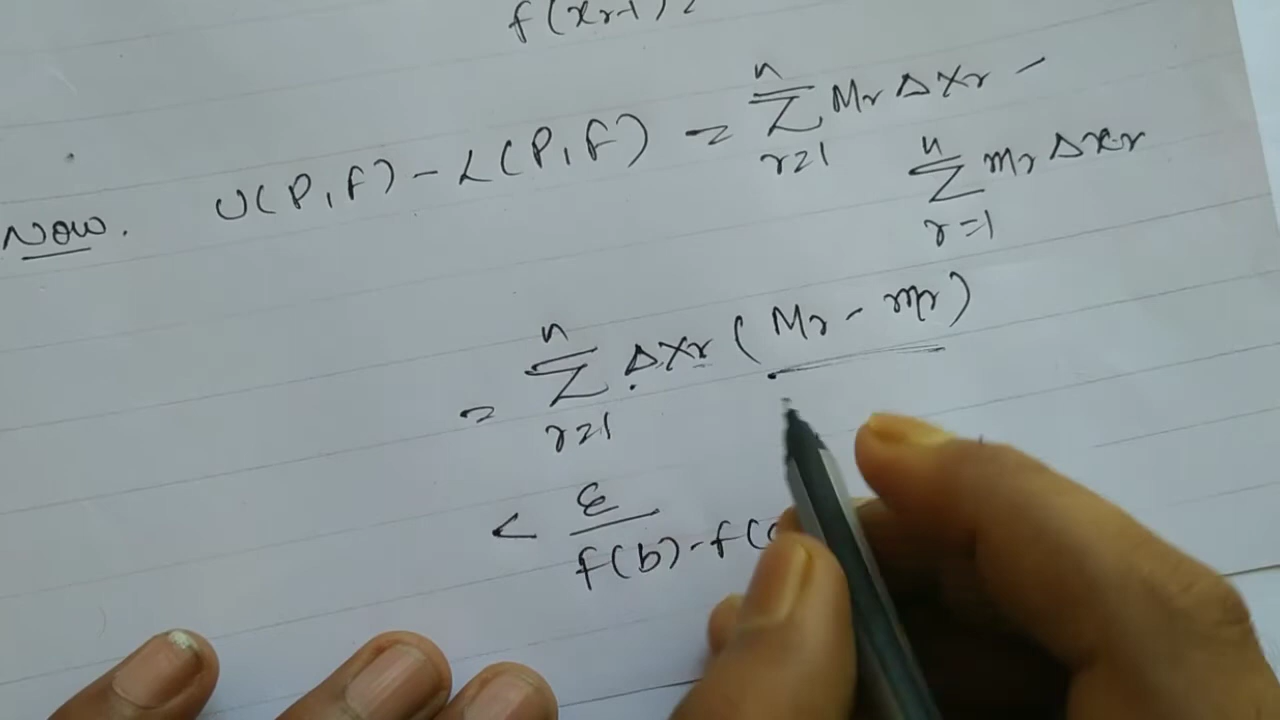 f(xr-1).
Now. U(P,f) - L(P,f) = n∑r=1 Mr Δxr -
n∑r=1 mr Δxr
= n∑r=1 Δxr (Mr - mr)
< ε / f(b)-f(